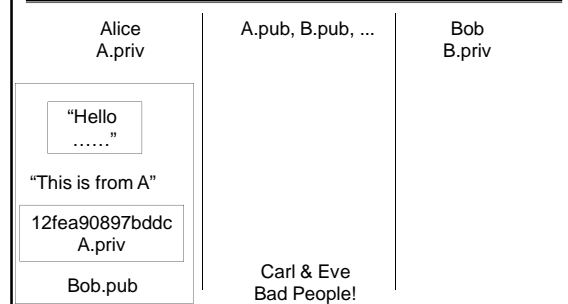 Alice
A.priv
A.pub, B.pub, ...
Bob
B.priv
“Hello
……”
“This is from A”
12fea90897bddc
A.priv
Bob.pub
Carl & Eve
Bad People!